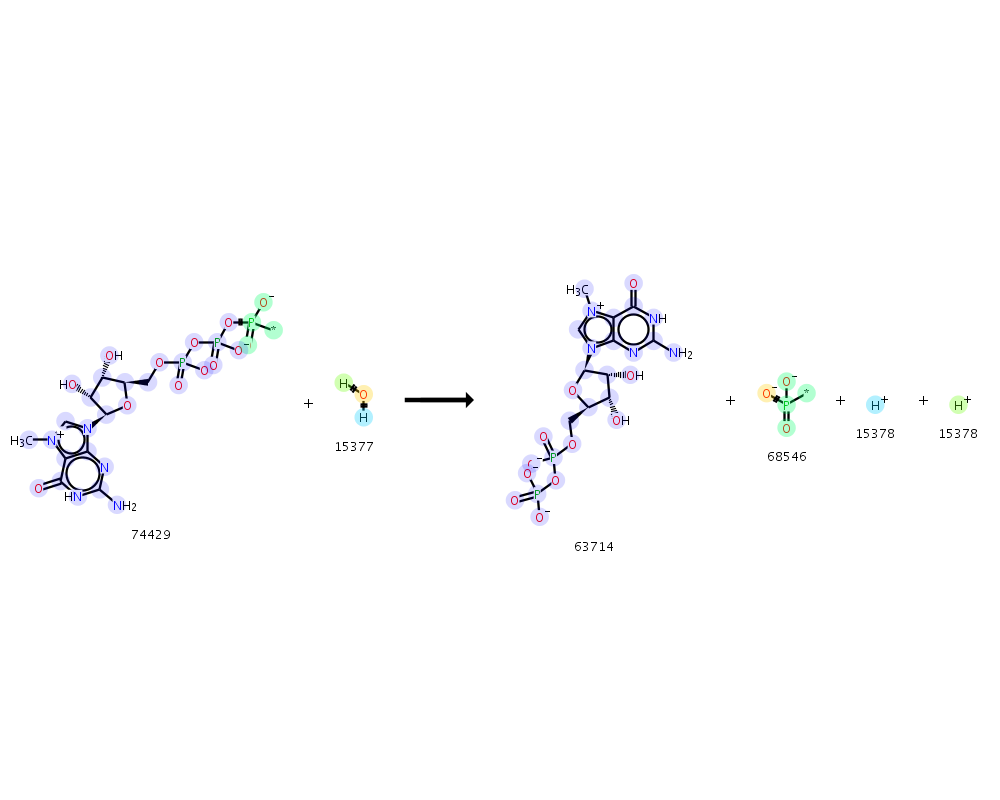 74429
+
15377
63714
+
68546
+
15378
+
15378
H₃C
N
+
N
O
HN
N
NH₂
HO
OH
O
O
P
O
O
O
P
O
O⁻
O
P
O⁻
*
H
O
H
H₃C
N
+
O
NH
NH₂
N
N
O
OH
OH
O
O
P
O⁻
O
O⁻
P
O
O⁻
O⁻
O
P
*
O
H⁺
H⁺